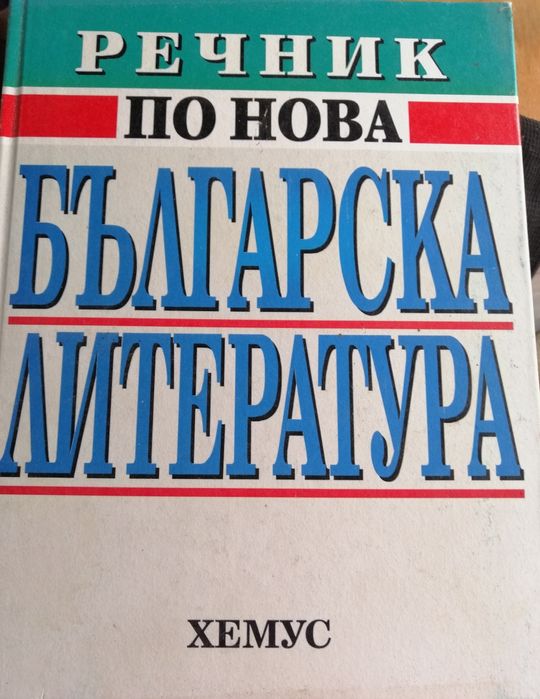 РЕЧНИК
ПО НОВА
БЪЛГАРСКА
ЛИТЕРАТУРА
ХЕМУС